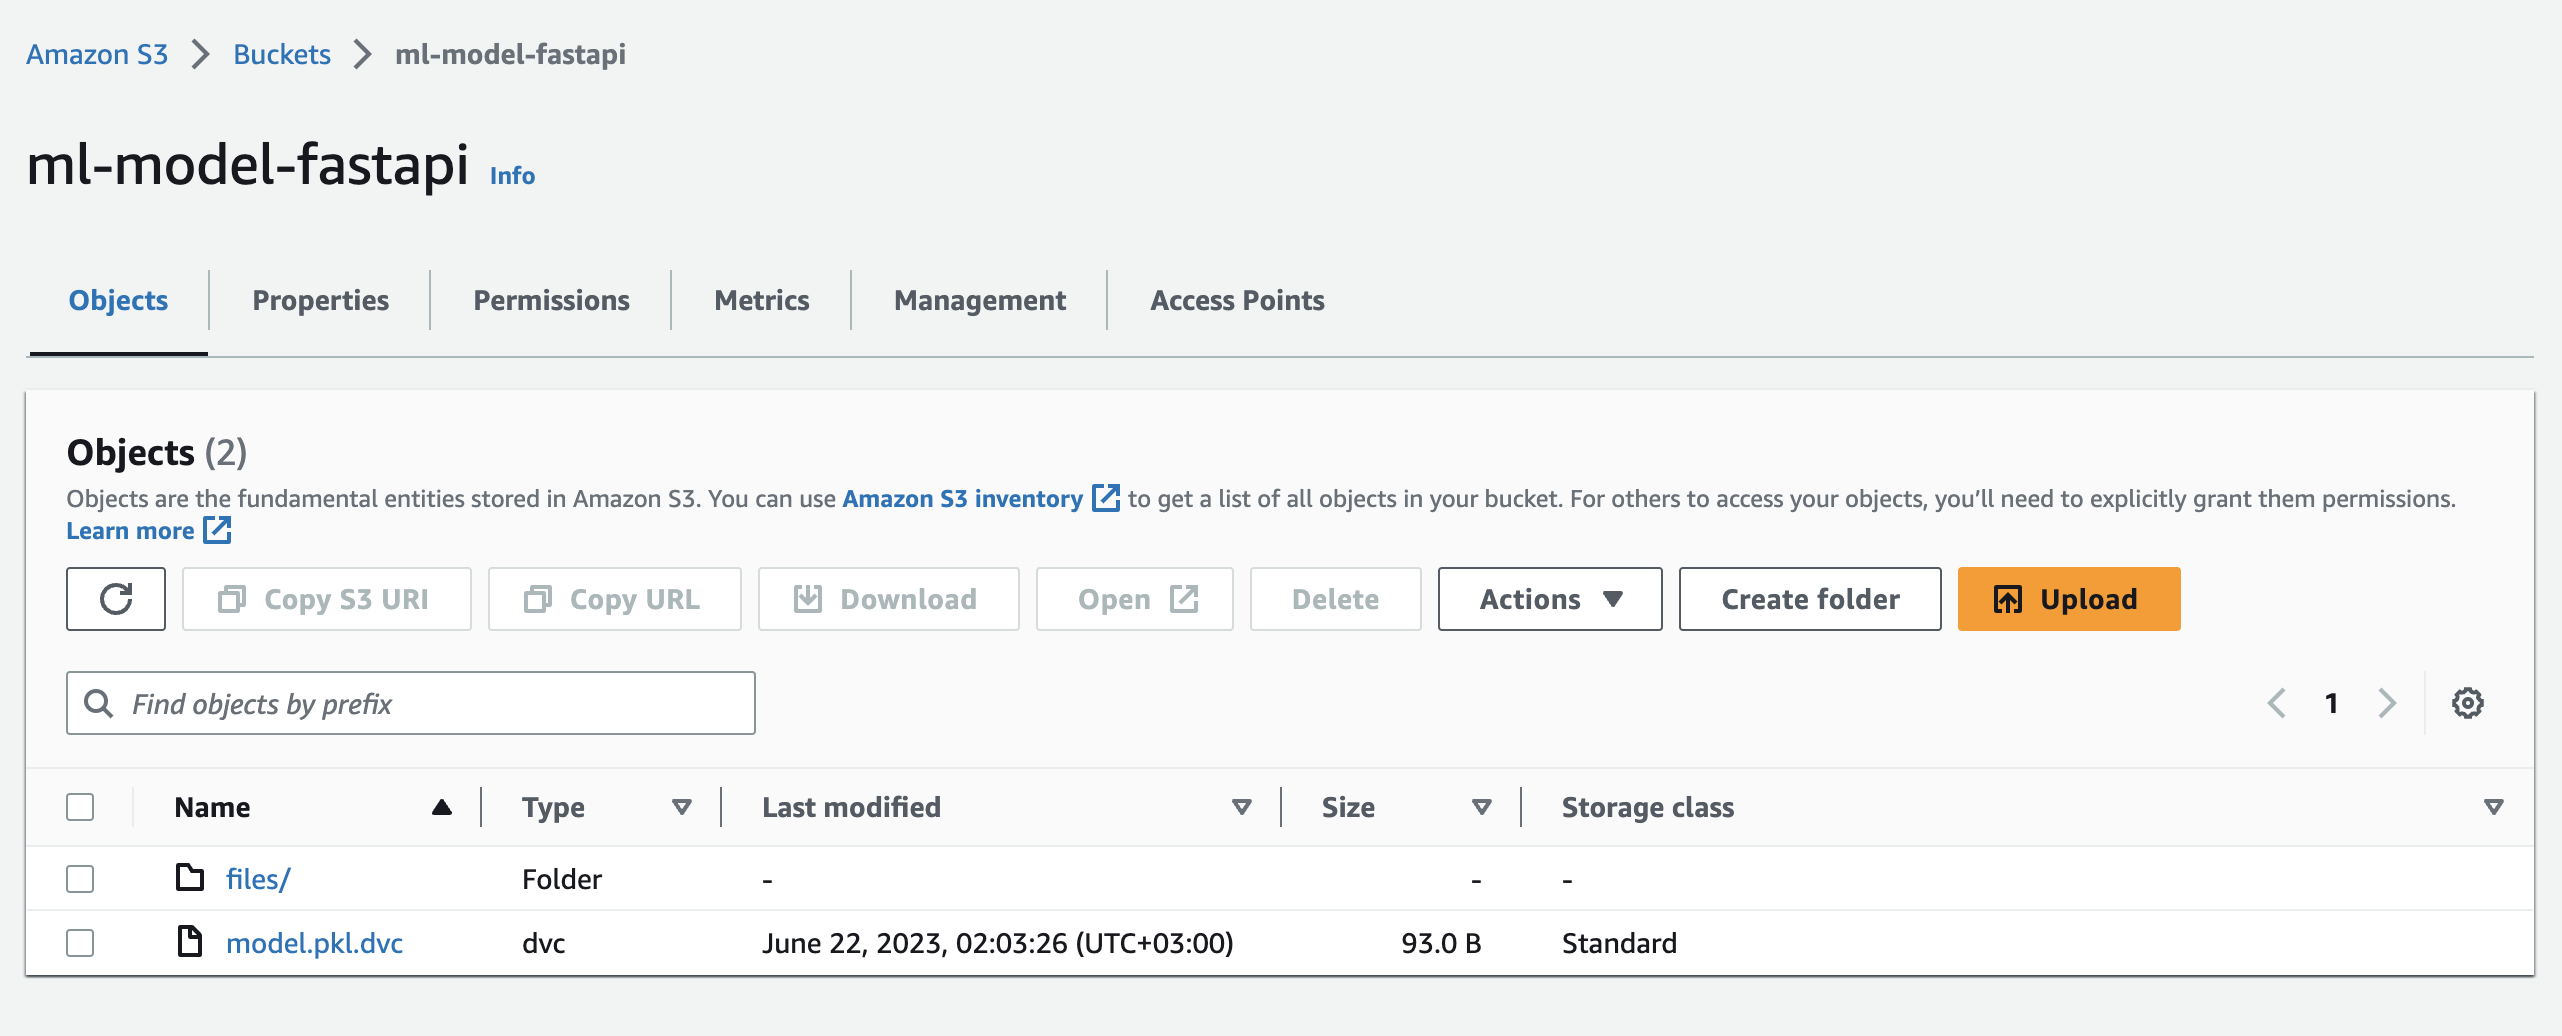 Amazon S3 > Buckets > ml-model-fastapi
ml-model-fastapi Info
Objects Properties Permissions Metrics Management Access Points
Objects (2)
Objects are the fundamental entities stored in Amazon S3. You can use Amazon S3 inventory to get a list of all objects in your bucket. For others to access your objects, you'll need to explicitly grant them permissions.
Learn more
Copy S3 URI Copy URL Download Open Delete Actions Create folder Upload
Find objects by prefix 1
Name Type Last modified Size Storage class
files/ Folder - - -
model.pkl.dvc dvc June 22, 2023, 02:03:26 (UTC+03:00) 93.0 B Standard